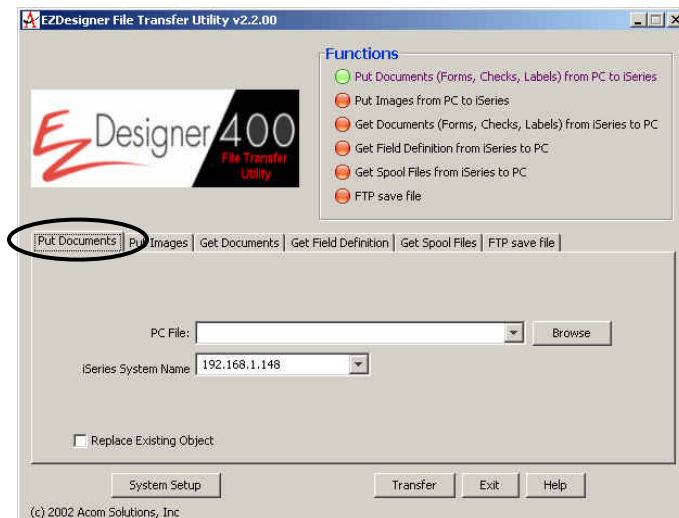 EZDesigner File Transfer Utility v2.2.00
Functions
Put Documents (Forms, Checks, Labels) from PC to iSeries
Put Images from PC to iSeries
Get Documents (Forms, Checks, Labels) from iSeries to PC
Get Field Definition from iSeries to PC
Get Spool Files from iSeries to PC
FTP save file
EZ Designer 400
File Transfer
Utility
Put Documents Put Images Get Documents Get Field Definition Get Spool Files FTP save file
PC File: Browse
iSeries System Name 192.168.1.148
Replace Existing Object
System Setup Transfer Exit Help
(c) 2002 Acom Solutions, Inc